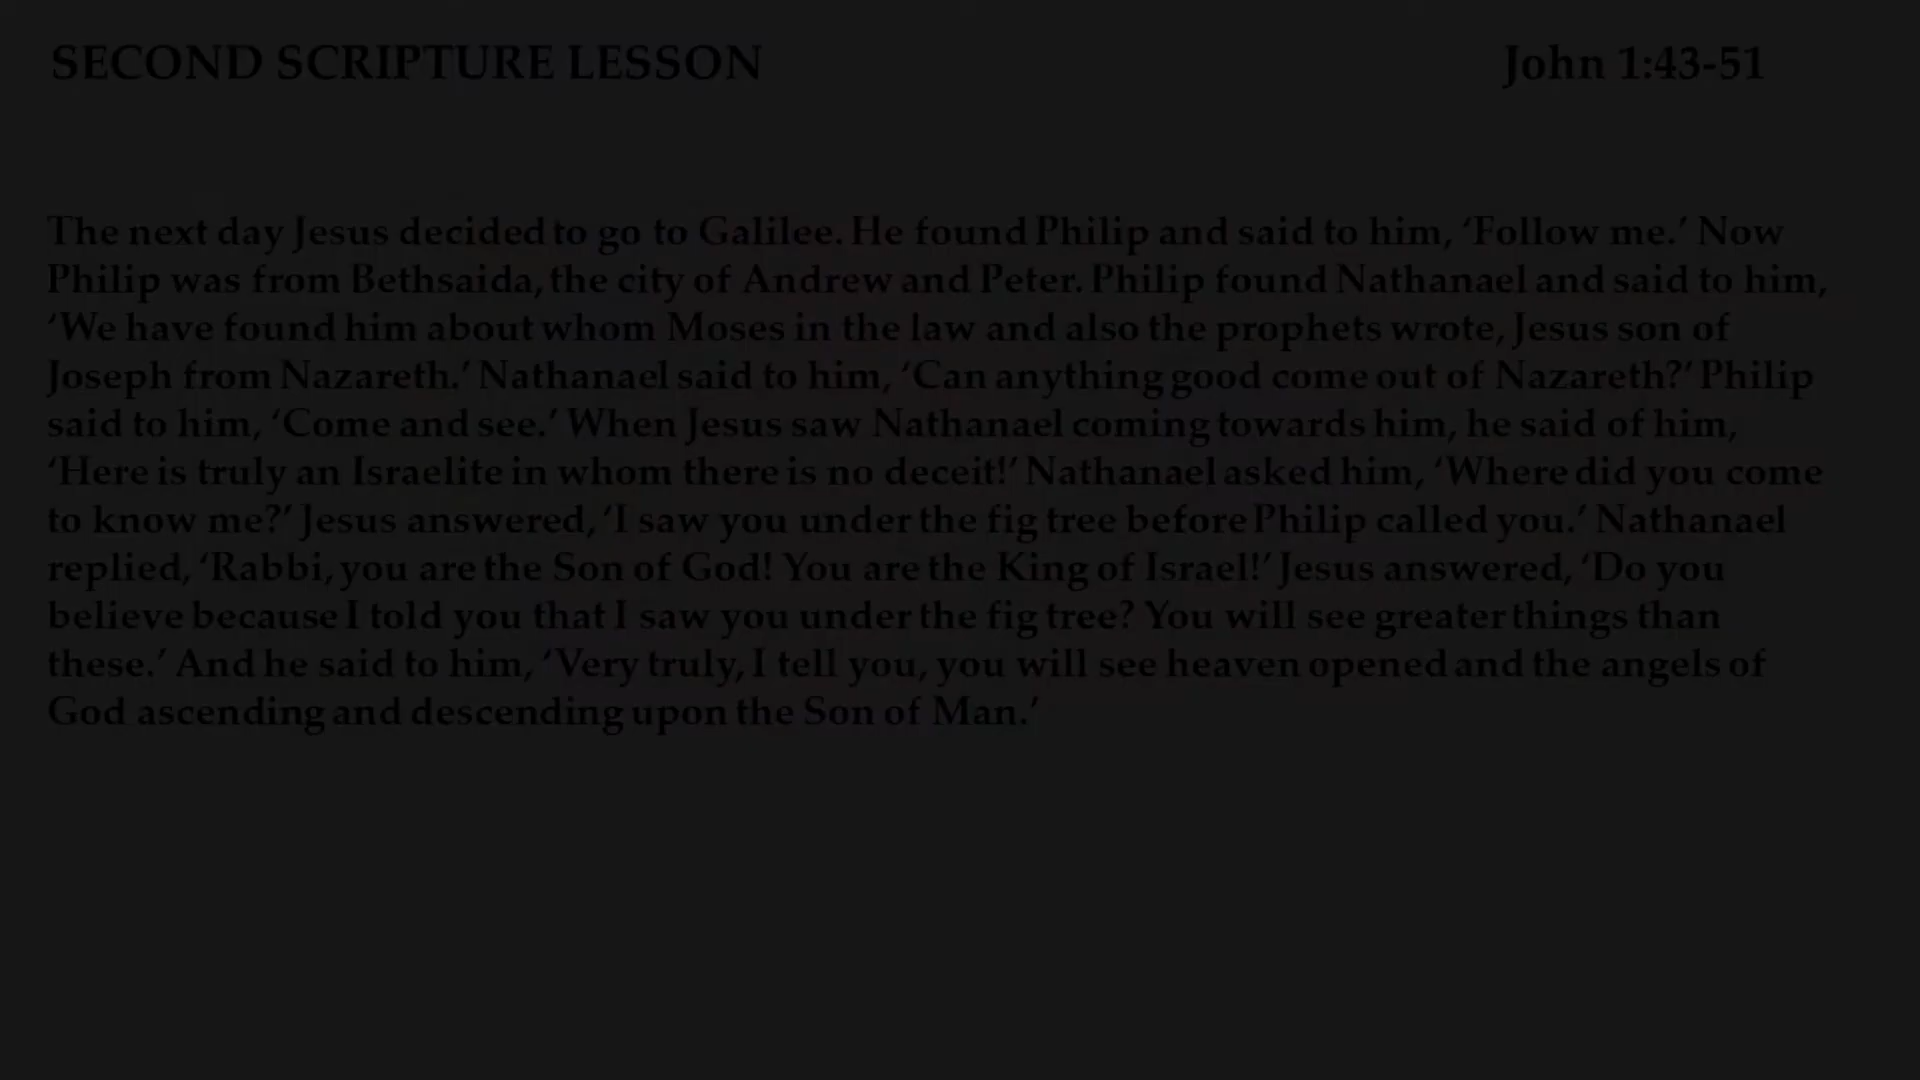 SECOND SCRIPTURE LESSON John 1:43-51
The next day Jesus decided to go to Galilee. He found Philip and said to him, ‘Follow me.’ Now
Philip was from Bethsaida, the city of Andrew and Peter. Philip found Nathanael and said to him,
‘We have found him about whom Moses in the law and also the prophets wrote, Jesus son of
Joseph from Nazareth.’ Nathanael said to him, ‘Can anything good come out of Nazareth?’ Philip
said to him, ‘Come and see.’ When Jesus saw Nathanael coming towards him, he said of him,
‘Here is truly an Israelite in whom there is no deceit!’ Nathanael asked him, ‘Where did you come
to know me?’ Jesus answered, ‘I saw you under the fig tree before Philip called you.’ Nathanael
replied, ‘Rabbi, you are the Son of God! You are the King of Israel!’ Jesus answered, ‘Do you
believe because I told you that I saw you under the fig tree? You will see greater things than
these.’ And he said to him, ‘Very truly, I tell you, you will see heaven opened and the angels of
God ascending and descending upon the Son of Man.’